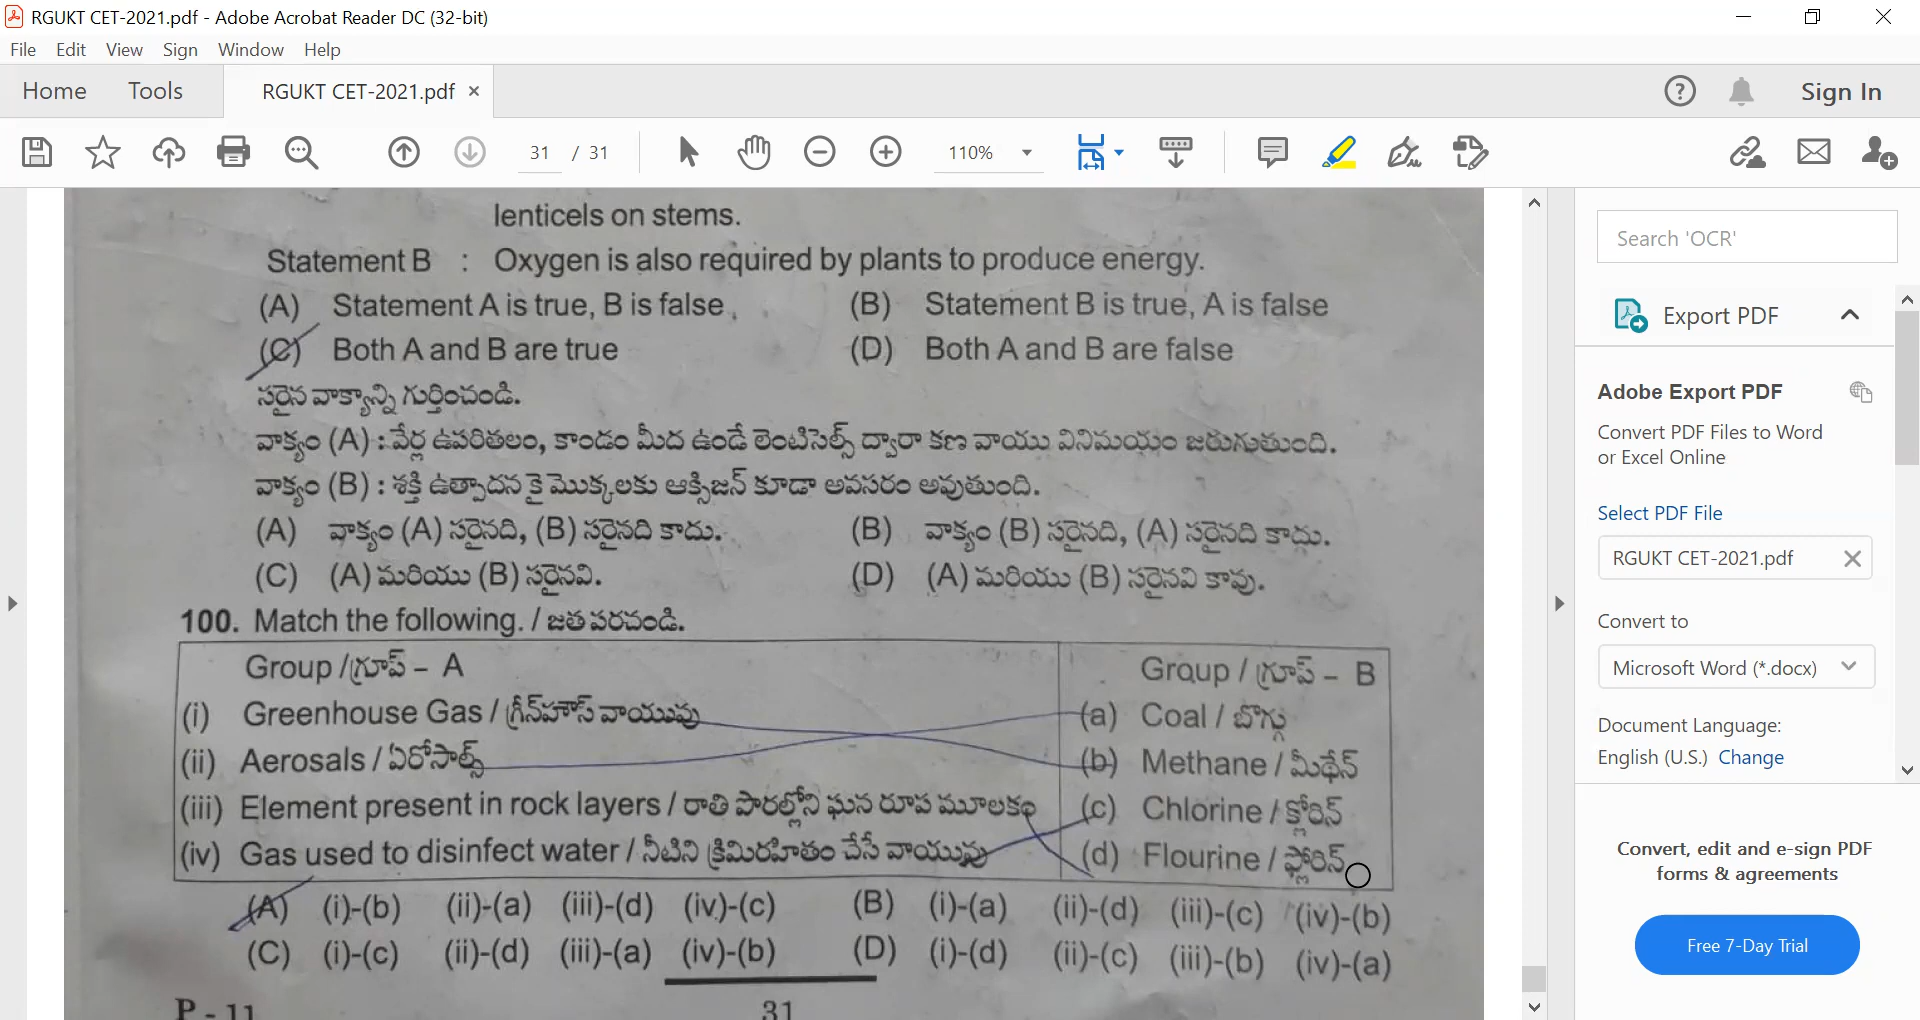 RGUKT CET-2021.pdf - Adobe Acrobat Reader DC (32-bit)
File Edit View Sign Window Help
Home Tools RGUKT CET-2021.pdf × Sign In
31 / 31 110%
lenticels on stems.
Statement B : Oxygen is also required by plants to produce energy.
(A) Statement A is true, B is false (B) Statement B is true, A is false
(C) Both A and B are true (D) Both A and B are false
సరైన వాక్యాన్ని గుర్తించండి.
వాక్యం (A) : వేర్ల ఉపరితలం, కాండం మీద ఉండే లెంటిసెల్స్ ద్వారా కణ వాయు వినిమయం జరుగుతుంది.
వాక్యం (B) : శక్తి ఉత్పాదన కై మొక్కలకు ఆక్సిజన్ కూడా అవసరం అవుతుంది.
(A) వాక్యం (A) సరైనది, (B) సరైనది కాదు. (B) వాక్యం (B) సరైనది, (A) సరైనది కాదు.
(C) (A) మరియు (B) సరైనవి. (D) (A) మరియు (B) సరైనవి కావు.
100. Match the following. / జత పరచండి.
Group / గ్రూప్ – A Group / గ్రూప్ – B
(i) Greenhouse Gas / గ్రీన్‌హౌస్ వాయువు (a) Coal / బొగ్గు
(ii) Aerosals / ఏరోసాల్స్ (b) Methane / మీథేన్
(iii) Element present in rock layers / రాతి పొరల్లోని ఘన రూప మూలకం (c) Chlorine / క్లోరిన్
(iv) Gas used to disinfect water / నీటిని క్రిమిరహితం చేసే వాయువు (d) Flourine / ఫ్లోరిన్
(A) (i)-(b) (ii)-(a) (iii)-(d) (iv)-(c) (B) (i)-(a) (ii)-(d) (iii)-(c) (iv)-(b)
(C) (i)-(c) (ii)-(d) (iii)-(a) (iv)-(b) (D) (i)-(d) (ii)-(c) (iii)-(b) (iv)-(a)
P - 11 31
Search 'OCR'
Export PDF
Adobe Export PDF
Convert PDF Files to Word
or Excel Online
Select PDF File
RGUKT CET-2021.pdf
Convert to
Microsoft Word (*.docx)
Document Language:
English (U.S.) Change
Convert, edit and e-sign PDF
forms & agreements
Free 7-Day Trial